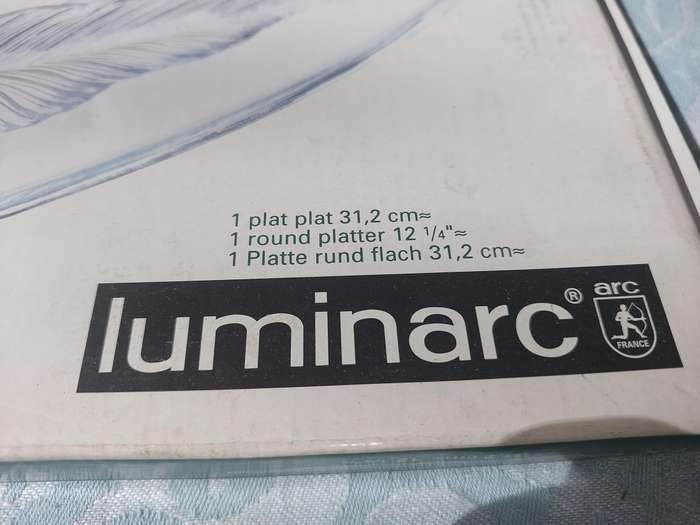 1 plat plat 31,2 cm≈
1 round platter 12 1/4"≈
1 Platte rund flach 31,2 cm≈
luminarc®
arc
FRANCE